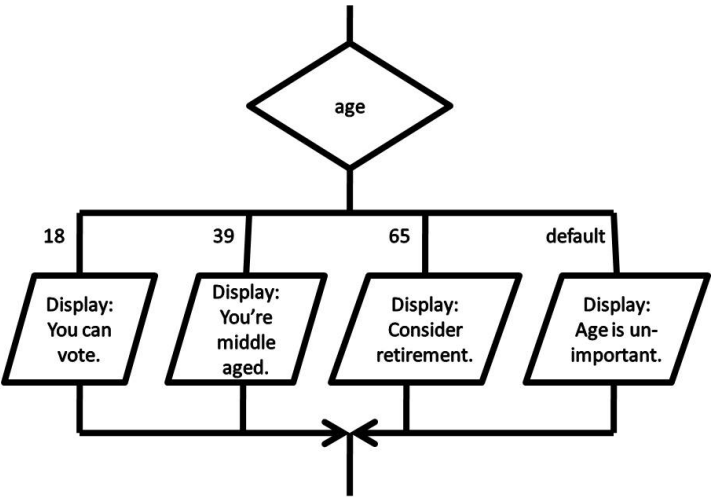 age
18
39
65
default
Display:
You can
vote.
Display:
You’re
middle
aged.
Display:
Consider
retirement.
Display:
Age is un-
important.